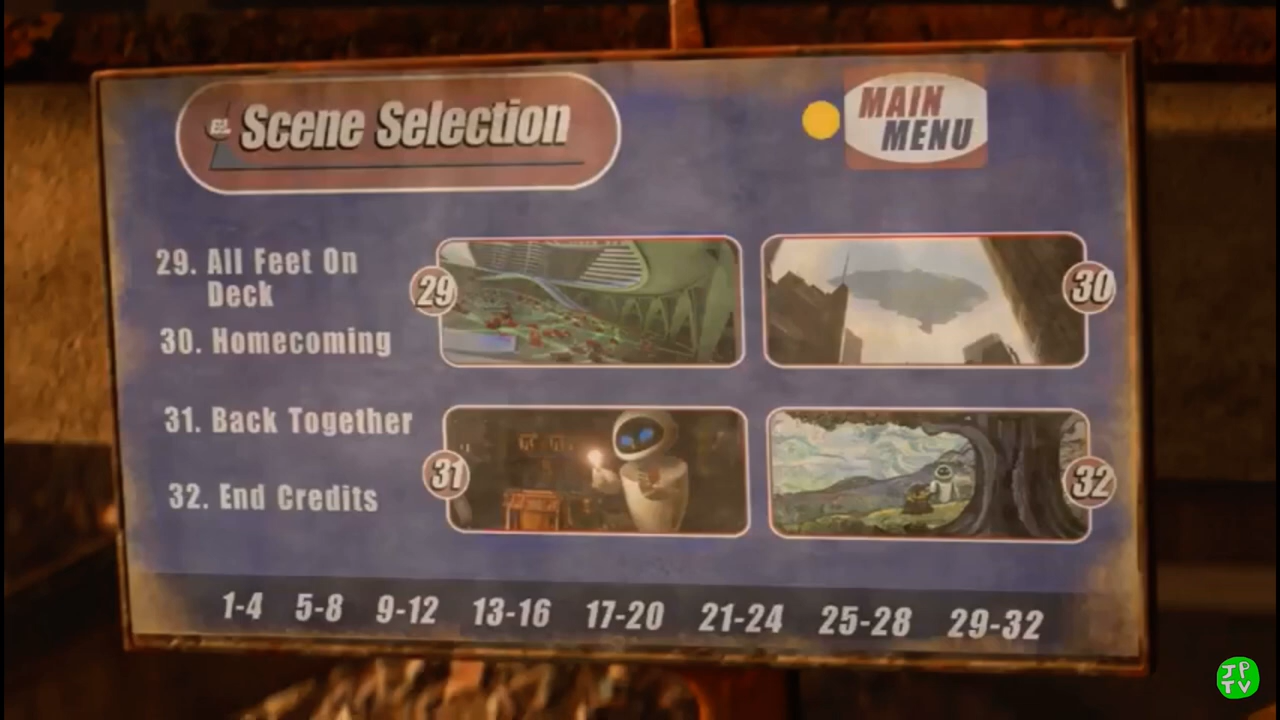 BL Scene Selection
MAIN
MENU
29. All Feet On
Deck
30. Homecoming
31. Back Together
32. End Credits
29
30
31
32
1-4 5-8 9-12 13-16 17-20 21-24 25-28 29-32
JP
TV